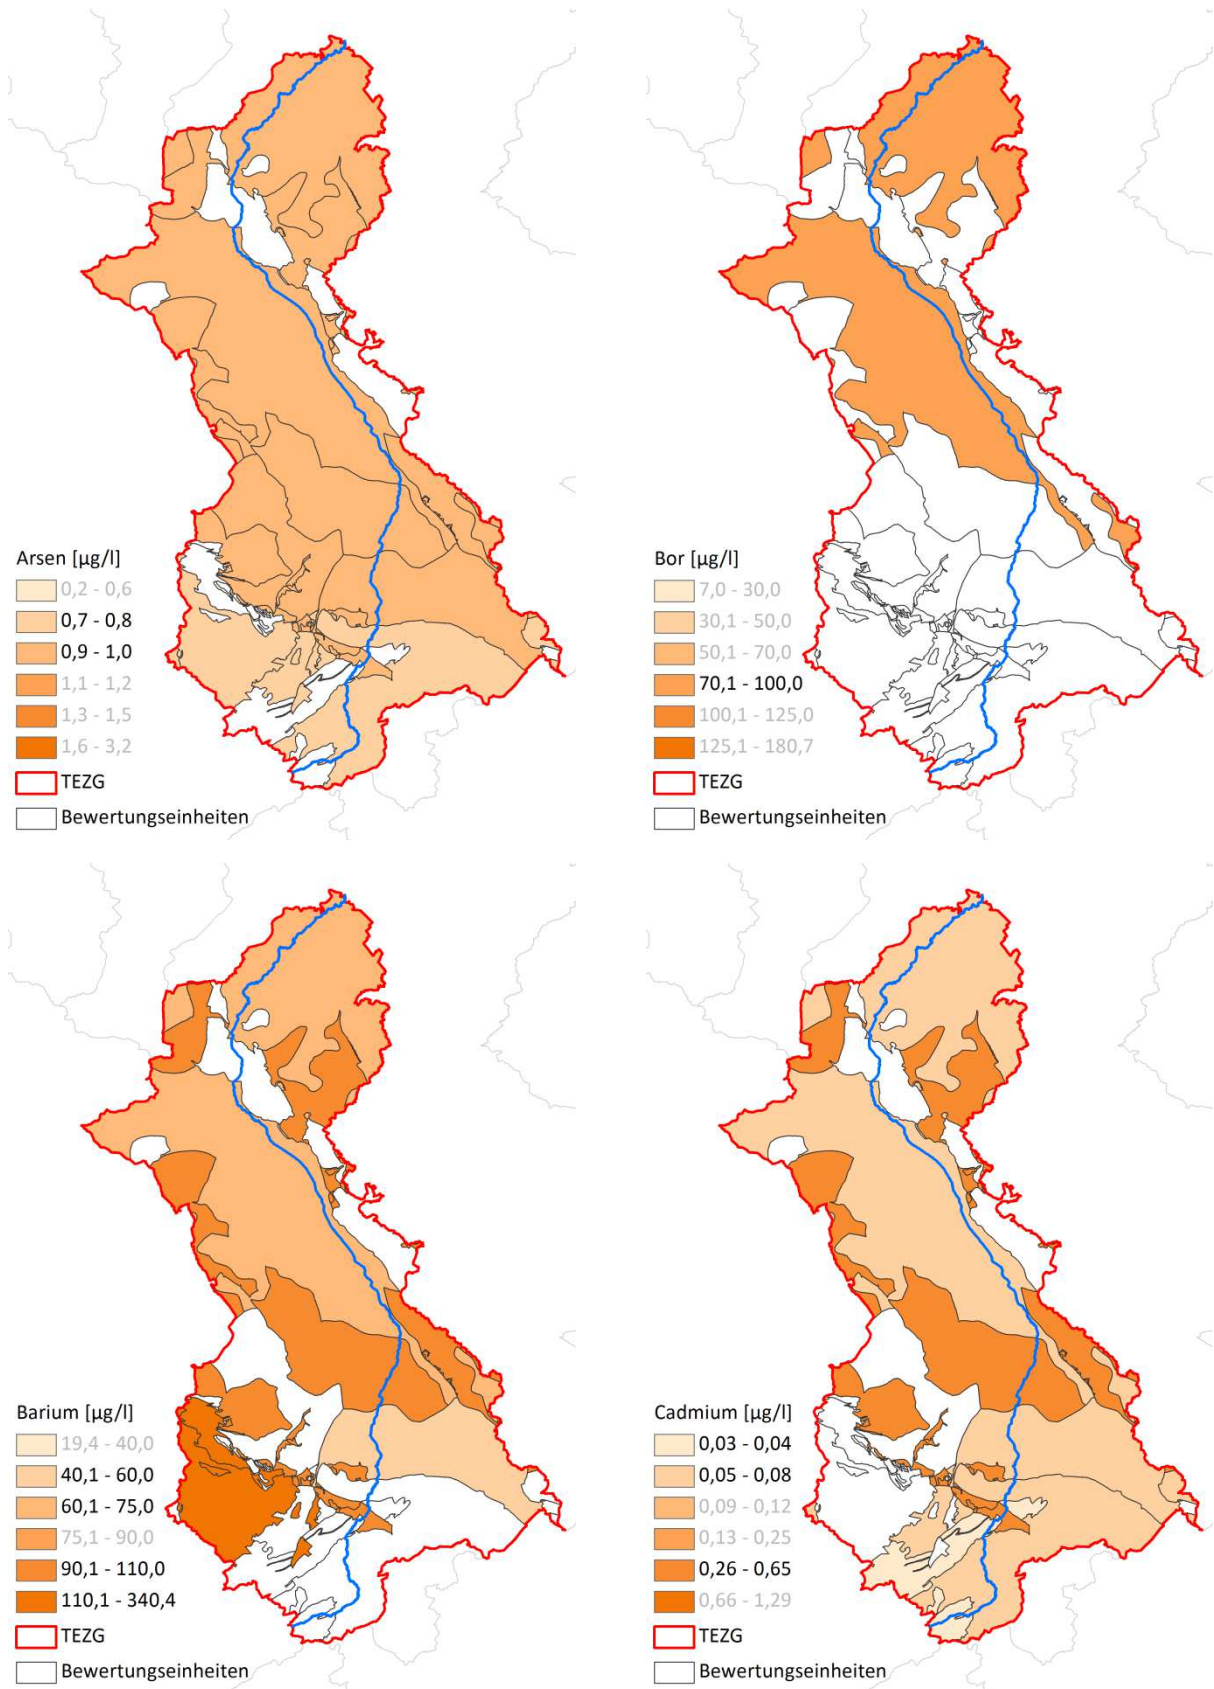 Arsen [µg/l]
0,2 - 0,6
0,7 - 0,8
0,9 - 1,0
1,1 - 1,2
1,3 - 1,5
1,6 - 3,2
TEZG
Bewertungseinheiten
Bor [µg/l]
7,0 - 30,0
30,1 - 50,0
50,1 - 70,0
70,1 - 100,0
100,1 - 125,0
125,1 - 180,7
TEZG
Bewertungseinheiten
Barium [µg/l]
19,4 - 40,0
40,1 - 60,0
60,1 - 75,0
75,1 - 90,0
90,1 - 110,0
110,1 - 340,4
TEZG
Bewertungseinheiten
Cadmium [µg/l]
0,03 - 0,04
0,05 - 0,08
0,09 - 0,12
0,13 - 0,25
0,26 - 0,65
0,66 - 1,29
TEZG
Bewertungseinheiten